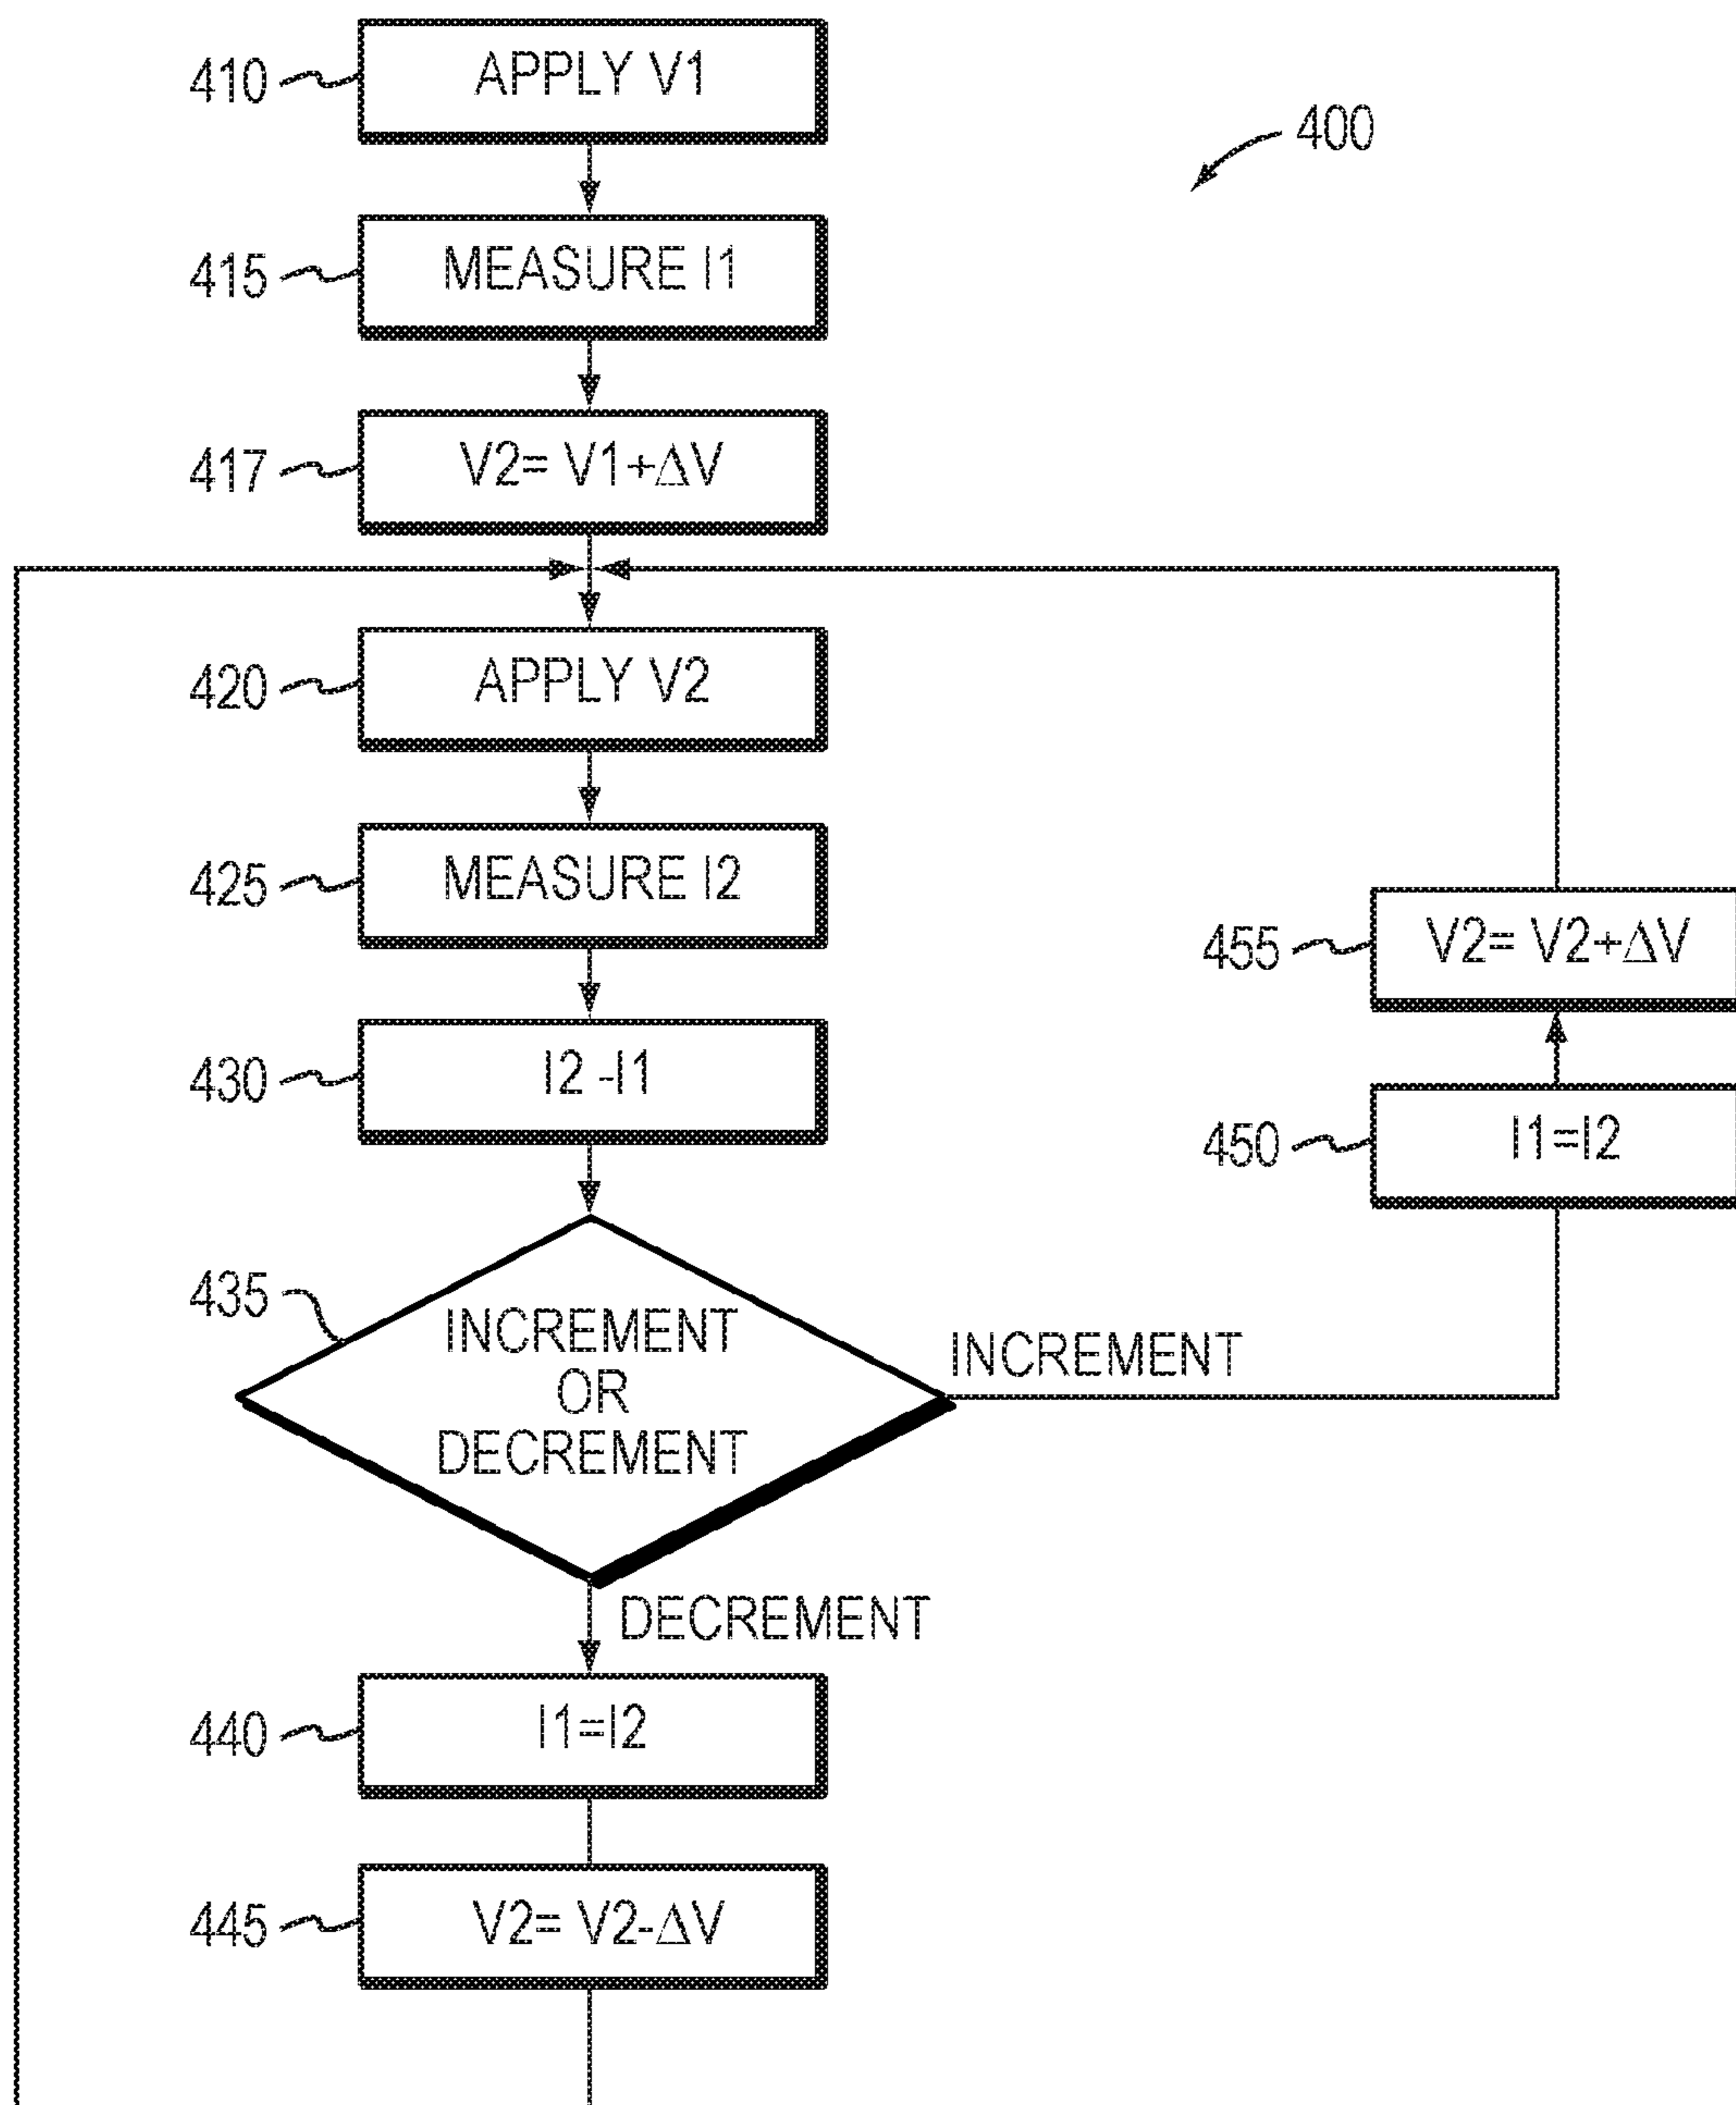 410
APPLY V1
400
415
MEASURE I1
417
V2= V1+ΔV
420
APPLY V2
425
MEASURE I2
455
V2= V2+ΔV
430
I2 -I1
450
I1=I2
435
INCREMENT
OR
DECREMENT
INCREMENT
DECREMENT
440
I1=I2
445
V2= V2-ΔV